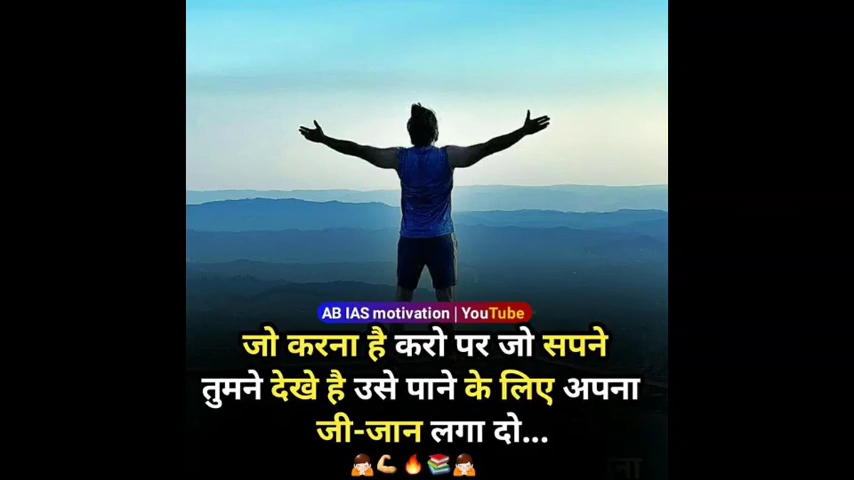 AB IAS motivation | YouTube
जो करना है करो पर जो सपने
तुमने देखे है उसे पाने के लिए अपना
जी-जान लगा दो...